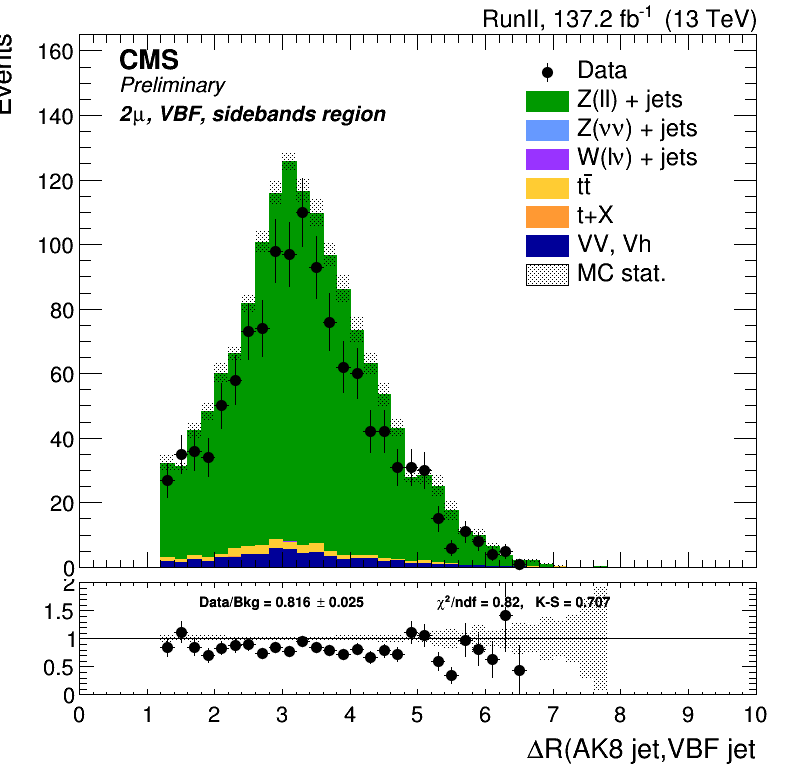 RunII, 137.2 fb⁻¹ (13 TeV)
Events
CMS
Preliminary
2μ, VBF, sidebands region
Data
Z(ll) + jets
Z(νν) + jets
W(lν) + jets
tt̄
t+X
VV, Vh
MC stat.
160
140
120
100
80
60
40
20
0
Data/Bkg = 0.816 ± 0.025
χ²/ndf = 0.82, K-S = 0.707
2
1.5
1
0.5
0
0 1 2 3 4 5 6 7 8 9 10
ΔR(AK8 jet,VBF jet